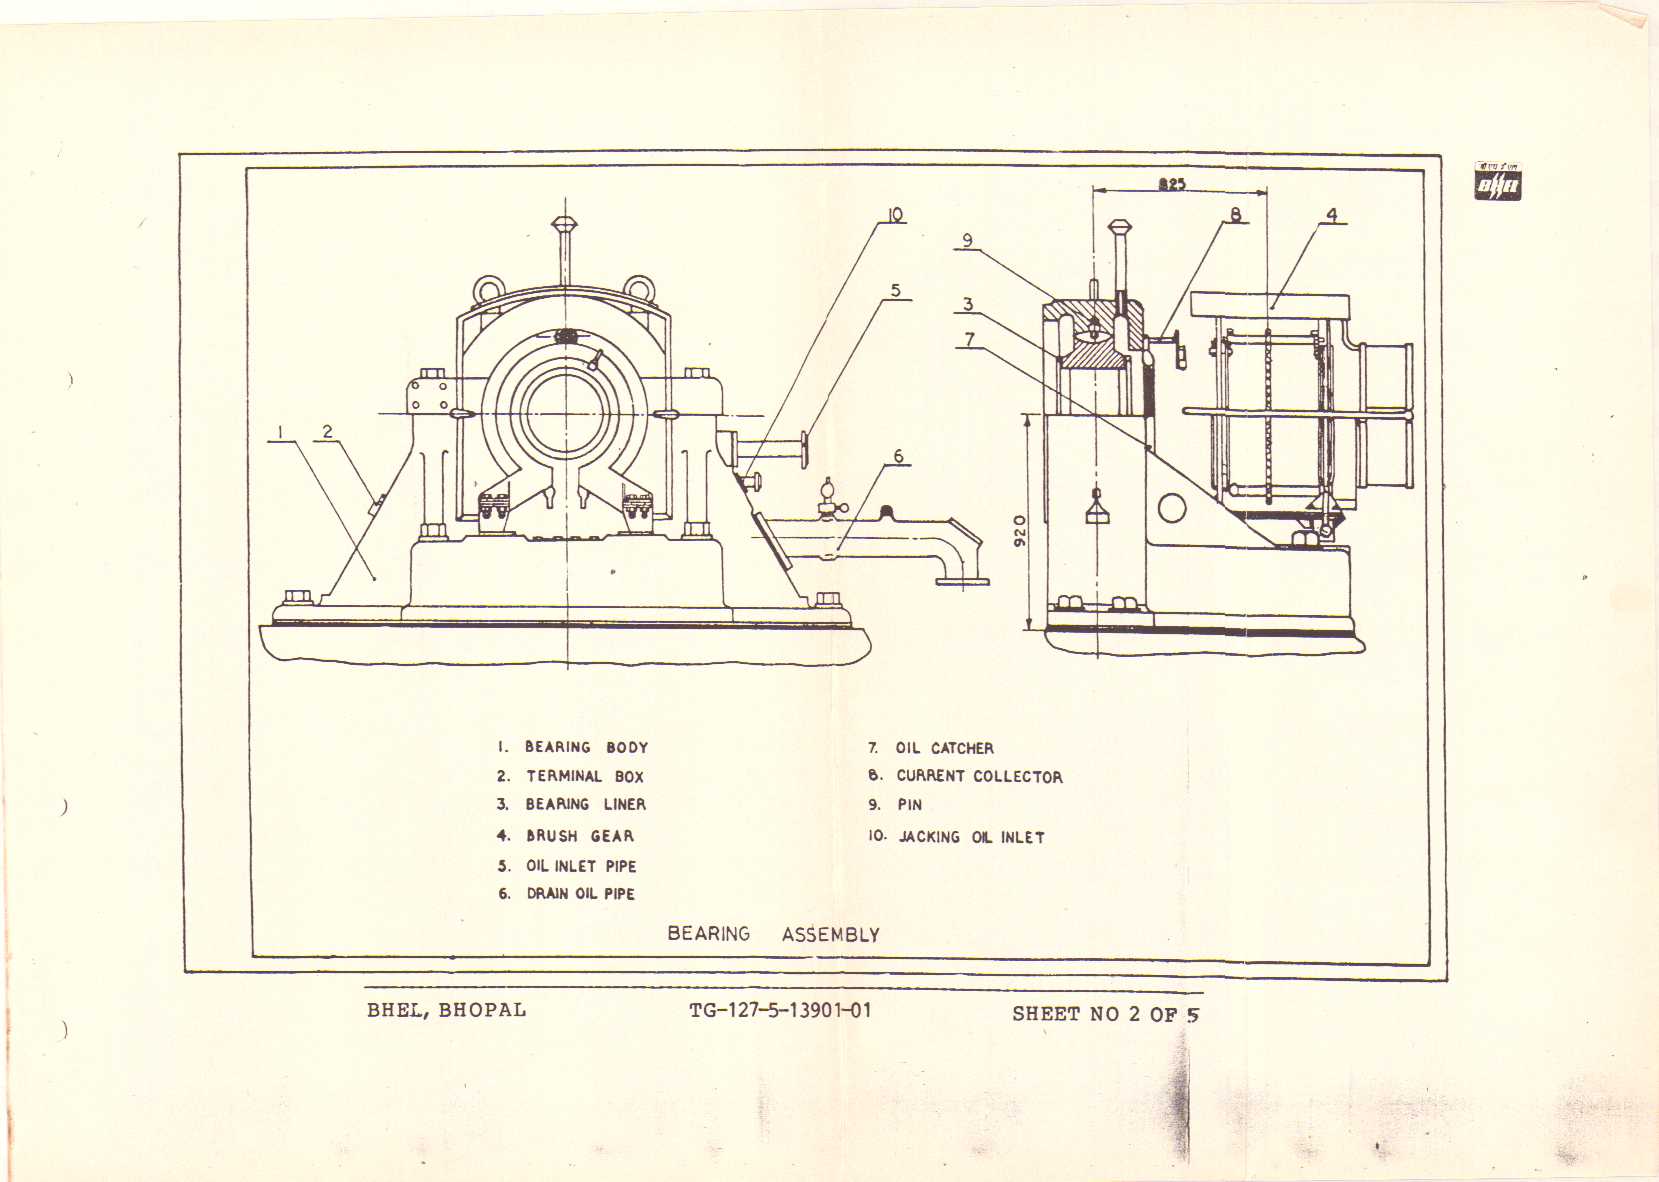 825
10
8
4
9
5
3
7
1
2
6
920
BHEL
1. BEARING BODY
2. TERMINAL BOX
3. BEARING LINER
4. BRUSH GEAR
5. OIL INLET PIPE
6. DRAIN OIL PIPE
7. OIL CATCHER
8. CURRENT COLLECTOR
9. PIN
10. JACKING OIL INLET
BEARING ASSEMBLY
BHEL, BHOPAL TG-127-5-13901-01 SHEET NO 2 OF 5